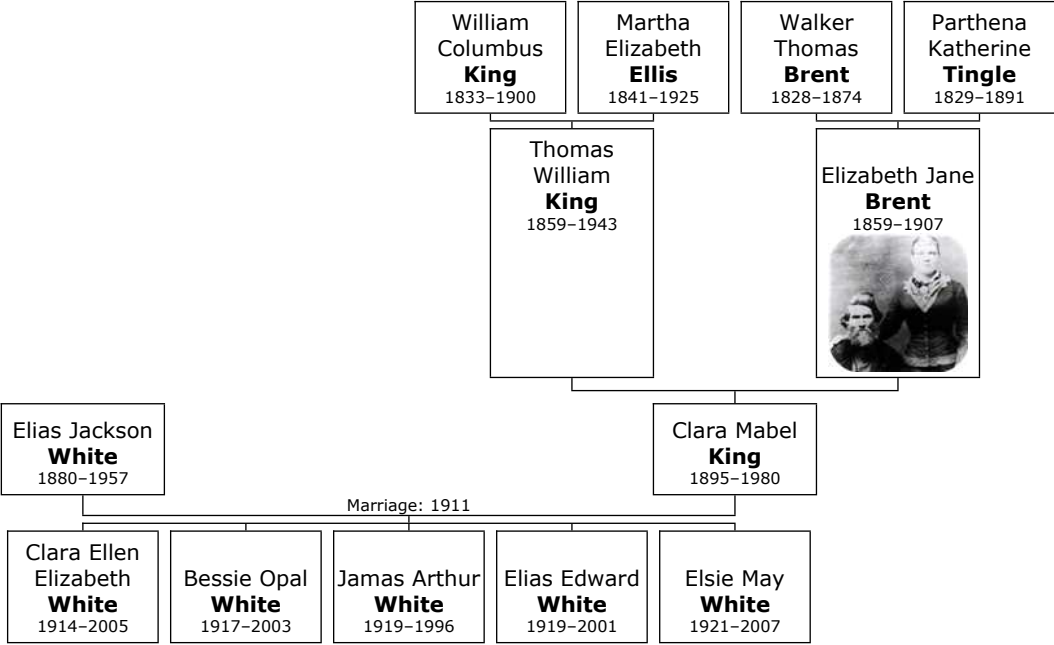 William
Columbus
King
1833–1900
Martha
Elizabeth
Ellis
1841–1925
Walker
Thomas
Brent
1828–1874
Parthena
Katherine
Tingle
1829–1891
Thomas
William
King
1859–1943
Elizabeth Jane
Brent
1859–1907
Elias Jackson
White
1880–1957
Clara Mabel
King
1895–1980
Marriage: 1911
Clara Ellen
Elizabeth
White
1914–2005
Bessie Opal
White
1917–2003
Jamas Arthur
White
1919–1996
Elias Edward
White
1919–2001
Elsie May
White
1921–2007